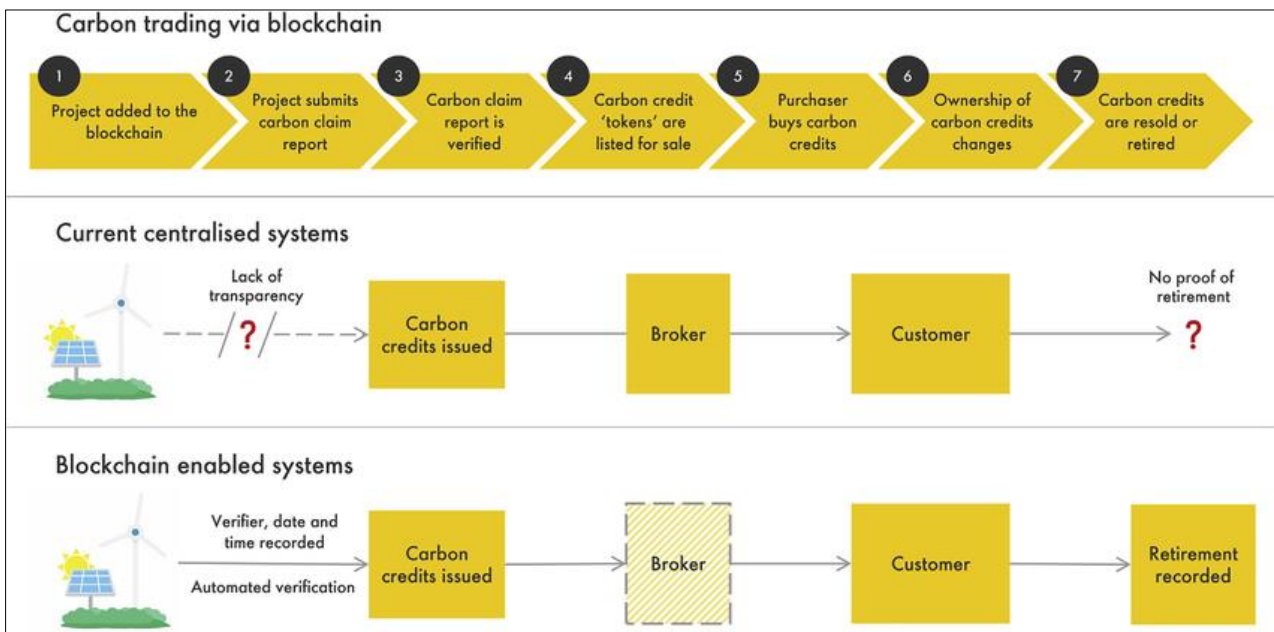 Carbon trading via blockchain
1
Project added to the
blockchain
2
Project submits
carbon claim
report
3
Carbon claim
report is
verified
4
Carbon credit
‘tokens’ are
listed for sale
5
Purchaser
buys carbon
credits
6
Ownership of
carbon credits
changes
7
Carbon credits
are resold or
retired
Current centralised systems
Lack of
transparency
?
Carbon
credits issued
Broker
Customer
No proof of
retirement
?
Blockchain enabled systems
Verifier, date and
time recorded
Automated verification
Carbon
credits issued
Broker
Customer
Retirement
recorded